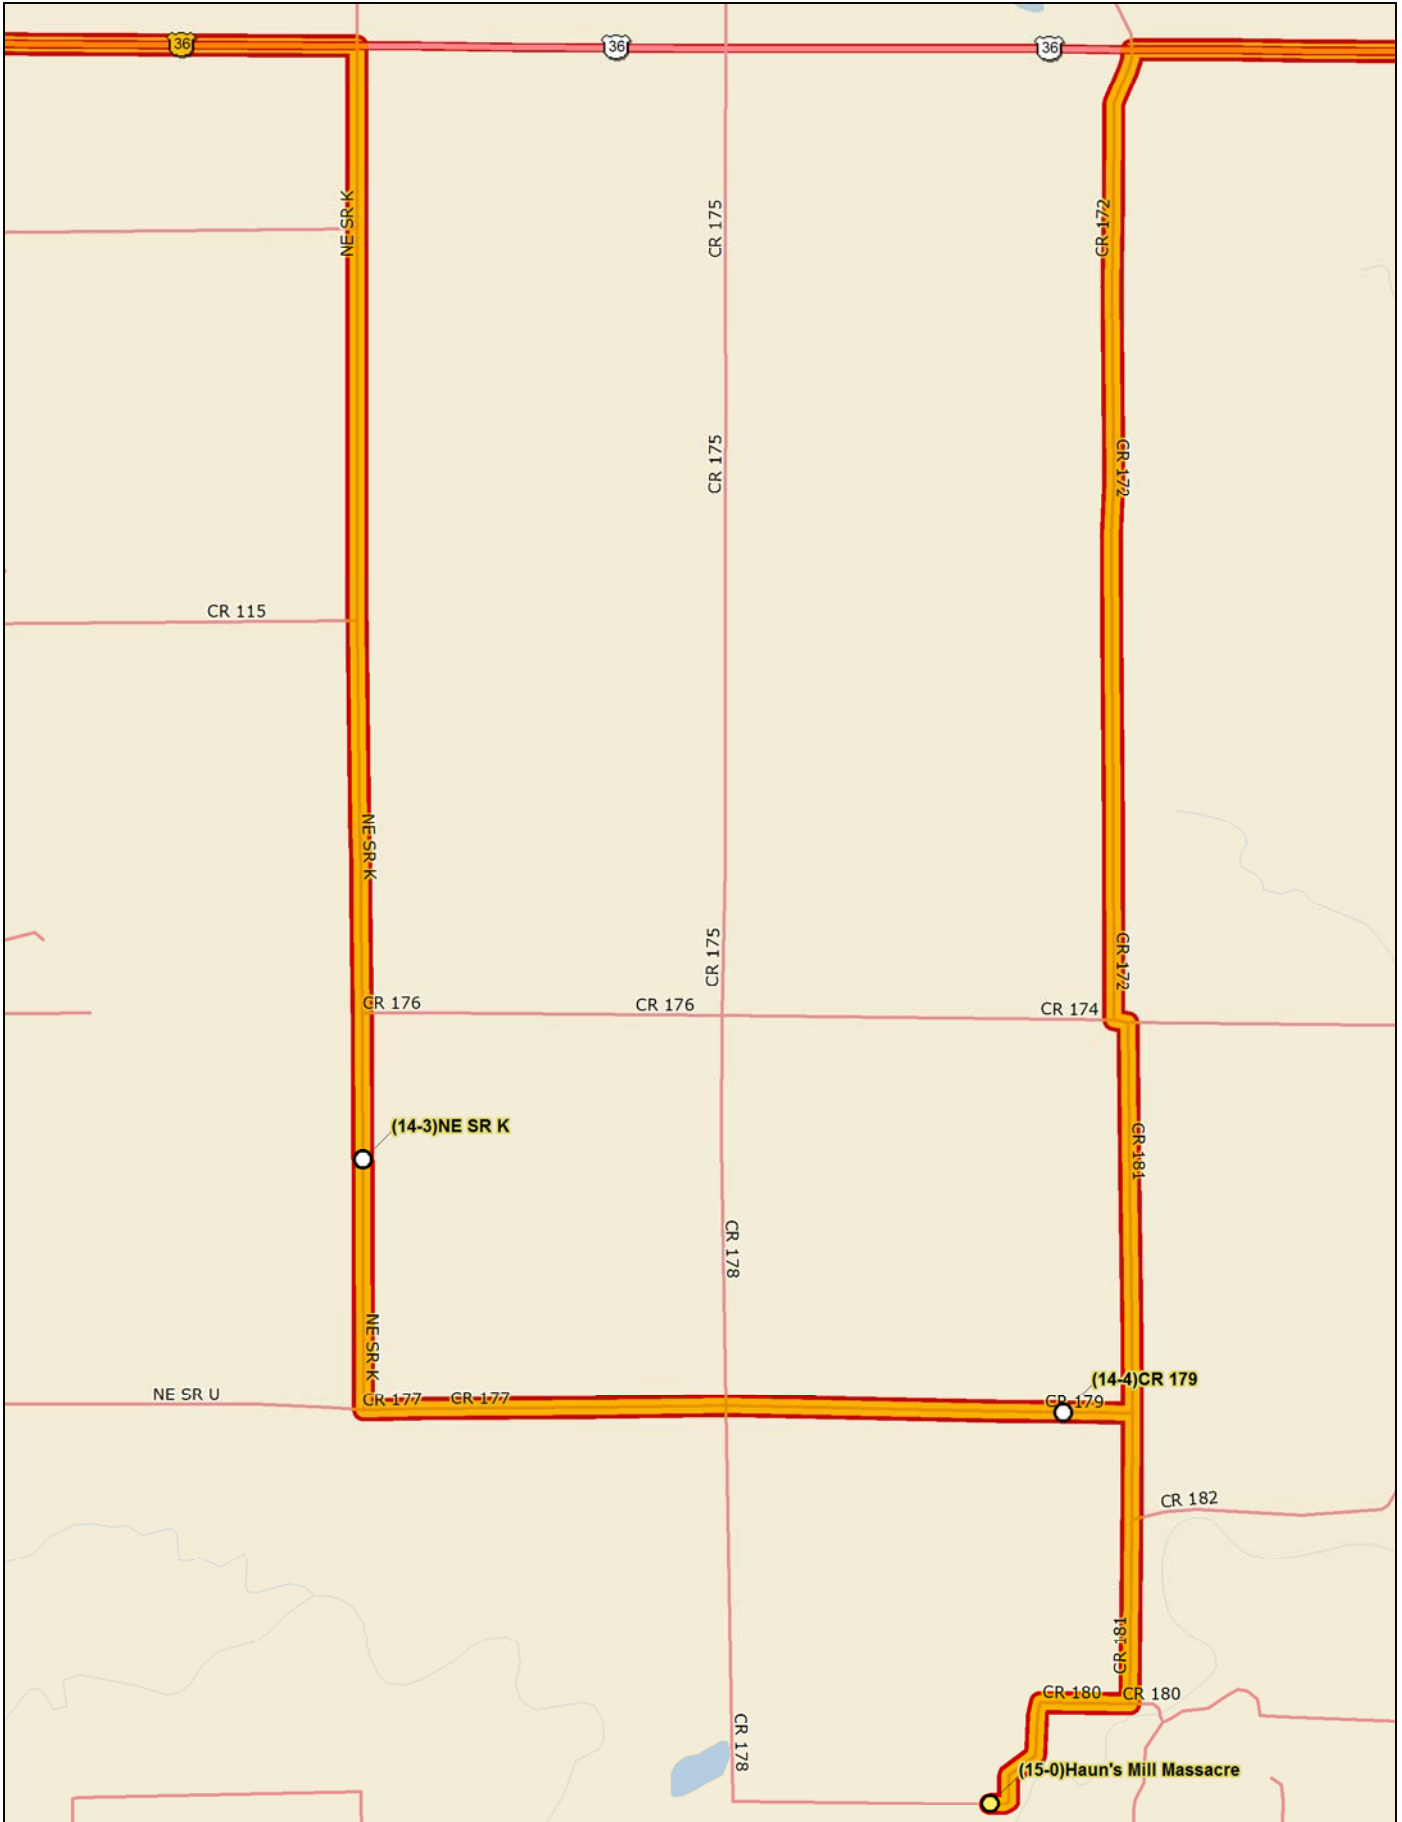 36
36
36
NE SR K
CR 175
CR 172
CR 175
CR 172
CR 115
NE SR K
CR 175
CR 172
CR 176
CR 176
CR 174
(14-3)NE SR K
CR 181
CR 178
NE SR K
(14-4)CR 179
NE SR U
CR 177
CR 177
CR 179
CR 182
CR 181
CR 180
CR 180
CR 178
(15-0)Haun's Mill Massacre